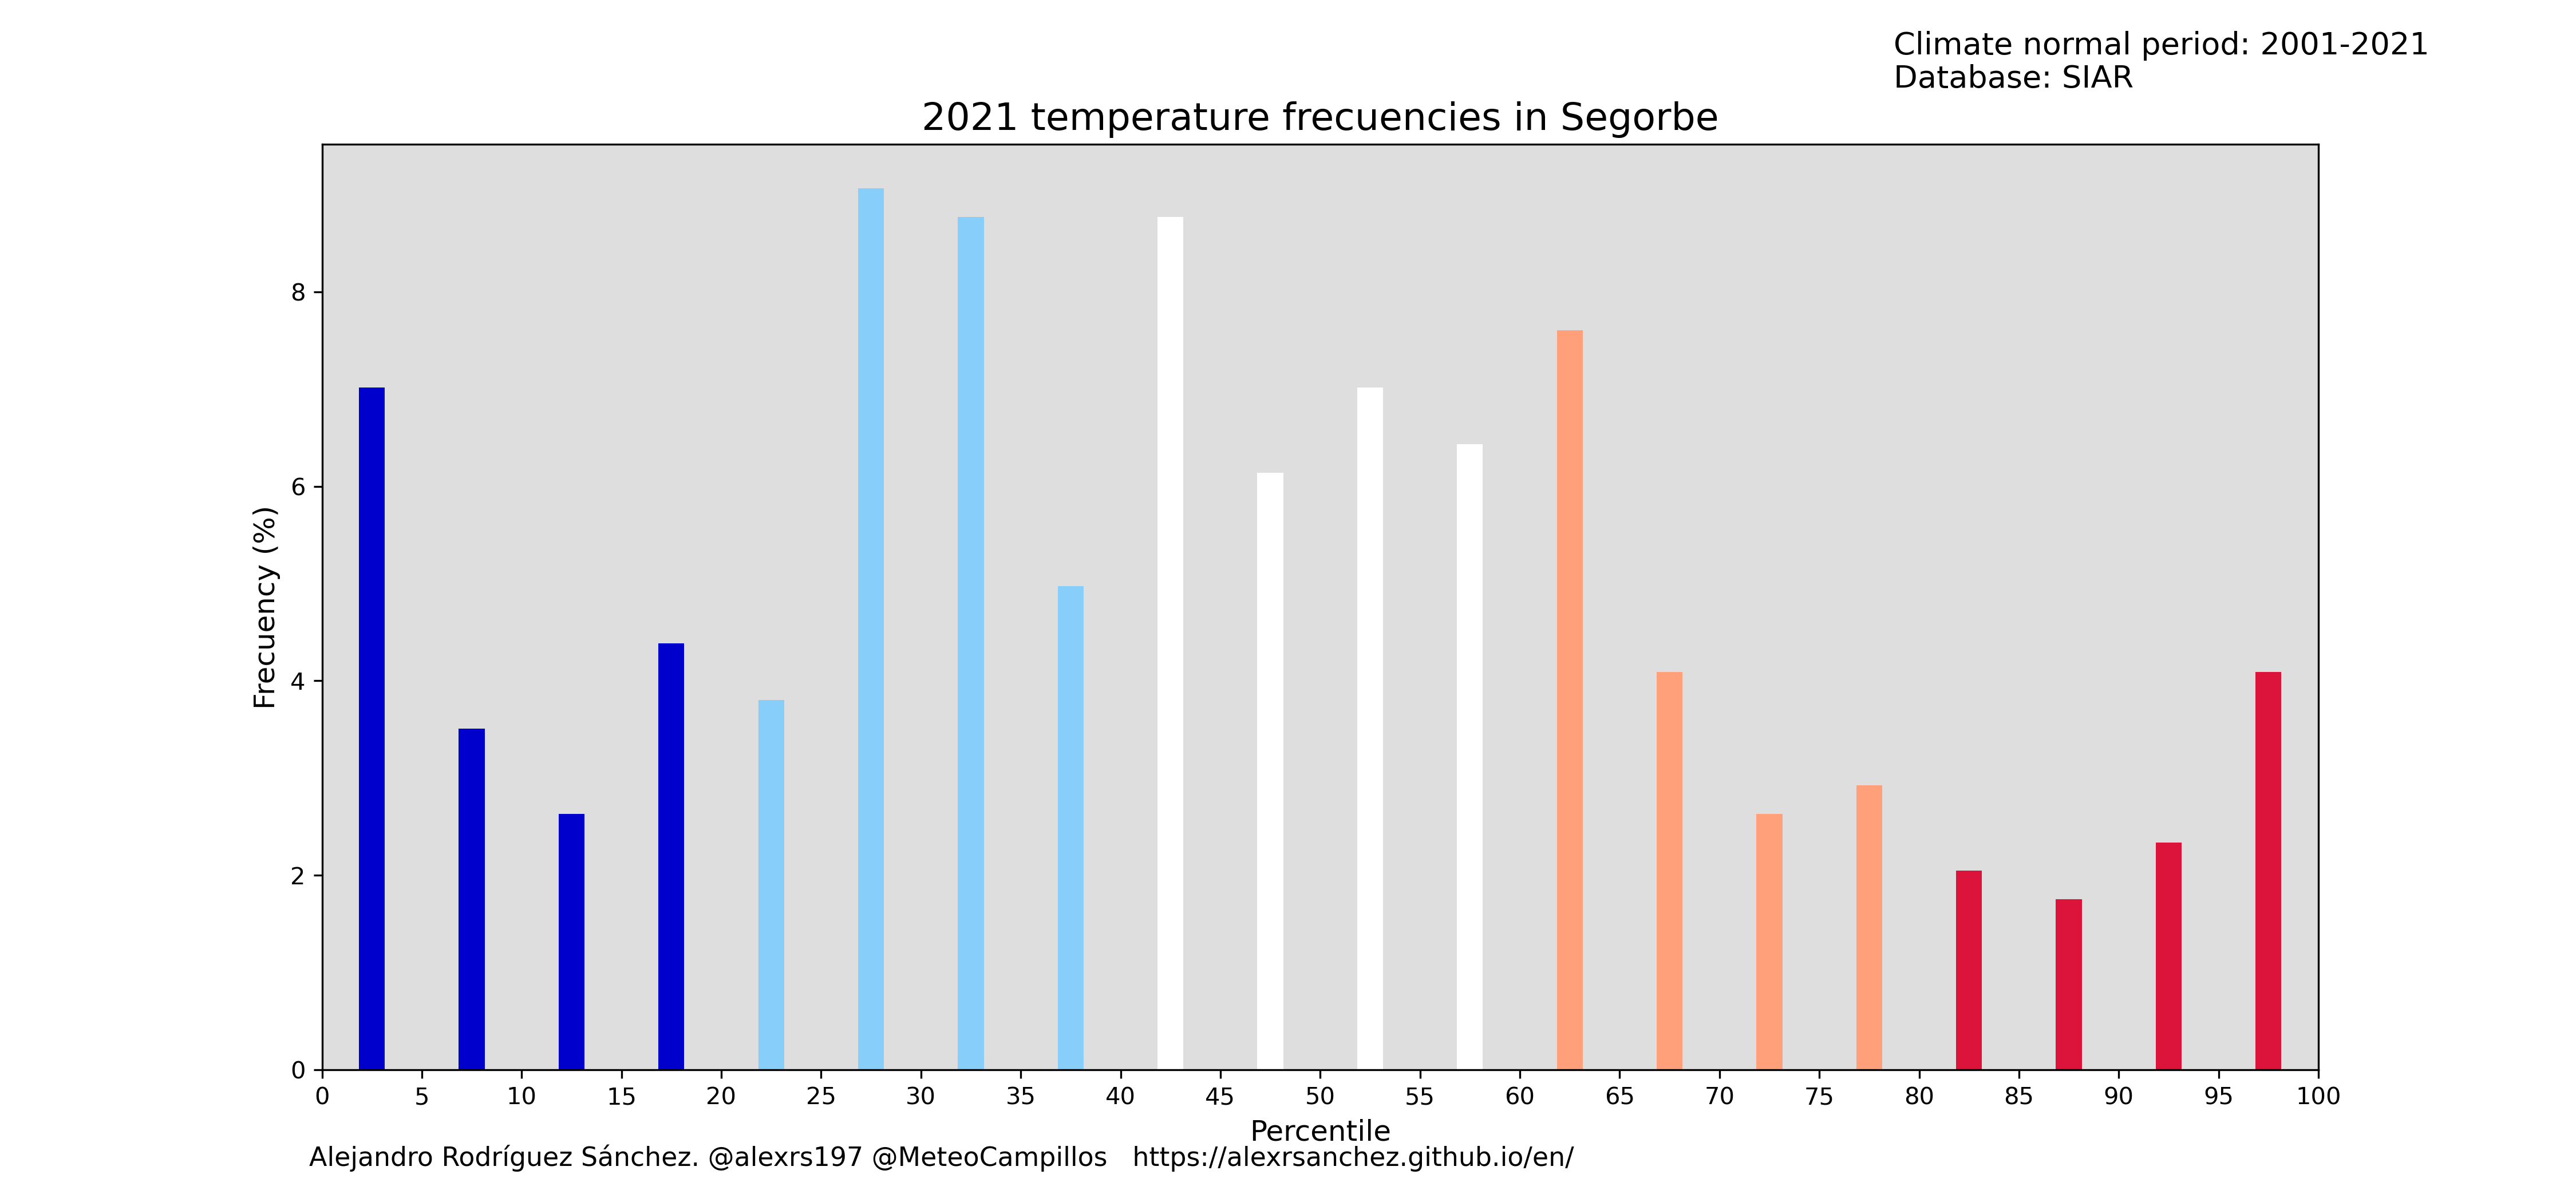 Climate normal period: 2001-2021
Database: SIAR
2021 temperature frecuencies in Segorbe
Frecuency (%)
8
6
4
2
0
0 5 10 15 20 25 30 35 40 45 50 55 60 65 70 75 80 85 90 95 100
Percentile
Alejandro Rodríguez Sánchez. @alexrs197 @MeteoCampillos https://alexrsanchez.github.io/en/